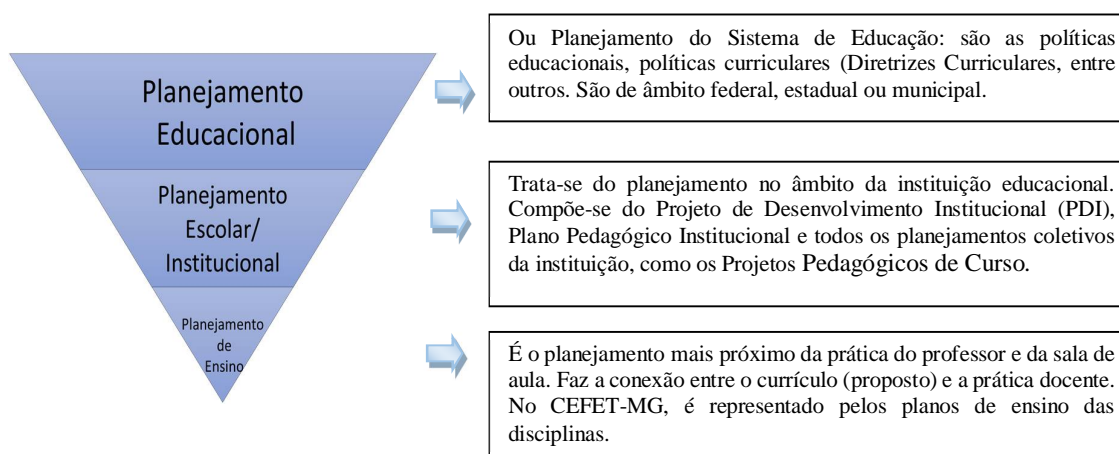 Planejamento
Educacional
Ou Planejamento do Sistema de Educação: são as políticas
educacionais, políticas curriculares (Diretrizes Curriculares, entre
outros. São de âmbito federal, estadual ou municipal.
Planejamento
Escolar/
Institucional
Trata-se do planejamento no âmbito da instituição educacional.
Compõe-se do Projeto de Desenvolvimento Institucional (PDI),
Plano Pedagógico Institucional e todos os planejamentos coletivos
da instituição, como os Projetos Pedagógicos de Curso.
Planejamento
de
Ensino
É o planejamento mais próximo da prática do professor e da sala de
aula. Faz a conexão entre o currículo (proposto) e a prática docente.
No CEFET-MG, é representado pelos planos de ensino das
disciplinas.